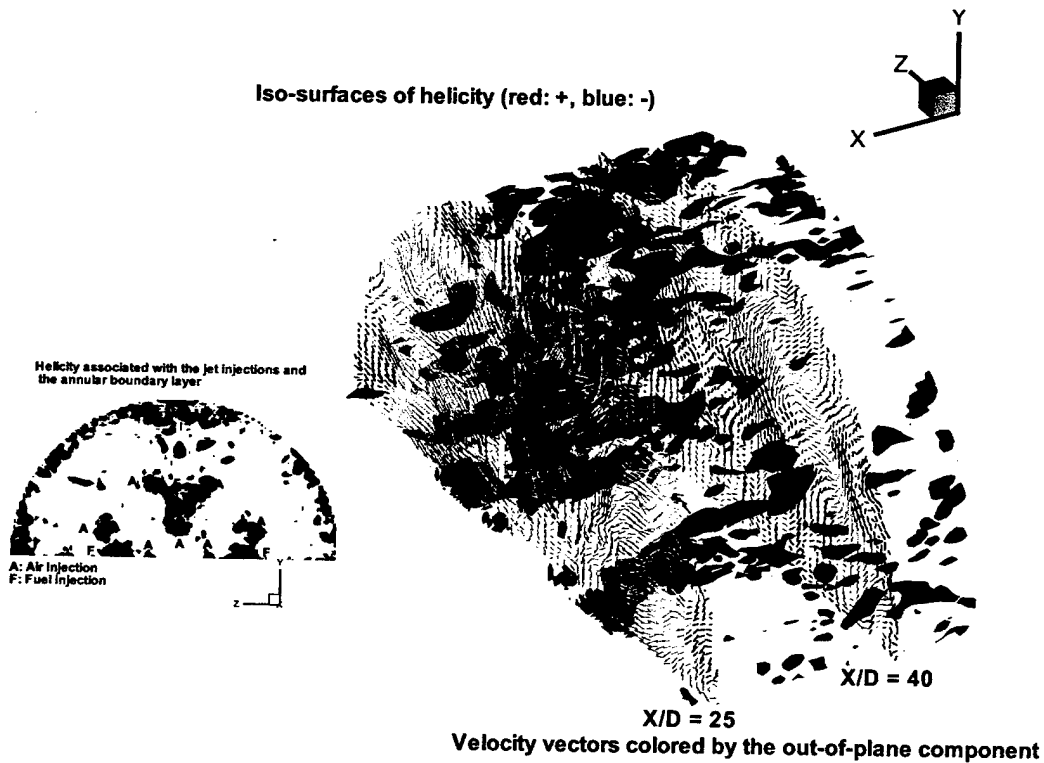 Y
Z
X
Iso-surfaces of helicity (red: +, blue: -)
Helicity associated with the jet injections and
the annular boundary layer
A
A
A
F
A
A
F
A: Air Injection
F: Fuel Injection
Y
Z
X
X/D = 40
X/D = 25
Velocity vectors colored by the out-of-plane component